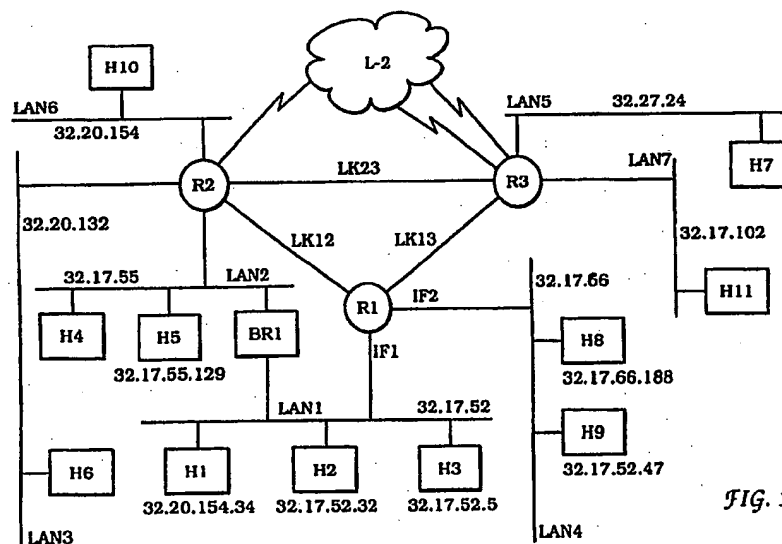 H10
L-2
LAN6
32.20.154
LAN5
32.27.24
R2
LK23
R3
LAN7
H7
32.20.132
LK12
LK13
32.17.102
32.17.55
LAN2
R1
IF2
32.17.66
H11
H4
H5
BR1
IF1
H8
32.17.55.129
32.17.66.188
LAN1
32.17.52
H9
H6
H1
H2
H3
32.17.52.47
32.20.154.34
32.17.52.32
32.17.52.5
FIG.
LAN3
LAN4